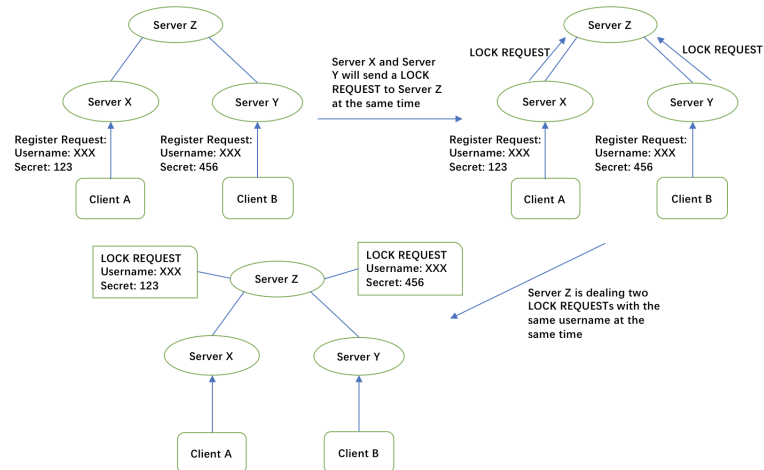 Server Z
Server X
Server Y
Register Request:
Username: XXX
Secret: 123
Register Request:
Username: XXX
Secret: 456
Client A
Client B
Server X and Server
Y will send a LOCK
REQUEST to Server Z
at the same time
Server Z
LOCK REQUEST
LOCK REQUEST
Server X
Server Y
Register Request:
Username: XXX
Secret: 123
Register Request:
Username: XXX
Secret: 456
Client A
Client B
LOCK REQUEST
Username: XXX
Secret: 123
Server Z
LOCK REQUEST
Username: XXX
Secret: 456
Server Z is dealing two
LOCK REQUESTs with the
same username at the
same time
Server X
Server Y
Client A
Client B